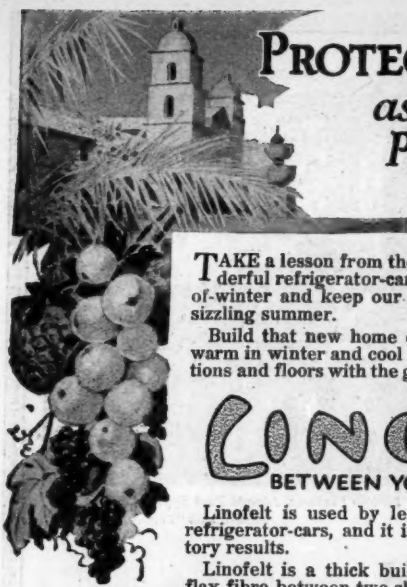 PROTEC
as
P
TAKE a lesson from th
derful refrigerator-car
of-winter and keep our
sizzling summer.
Build that new home
warm in winter and cool
tions and floors with the g
LINO
BETWEEN YO
Linofelt is used by le
refrigerator-cars, and it i
tory results.
Linofelt is a thick bui
flax fibre between two